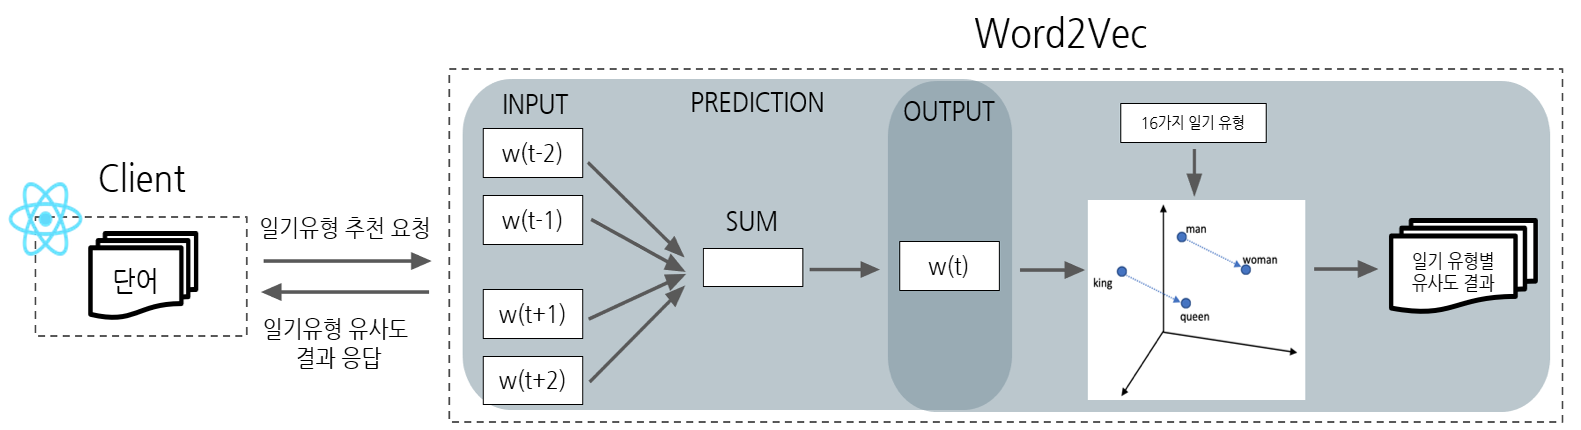 Word2Vec
Client
단어
일기유형 추천 요청
일기유형 유사도
결과 응답
INPUT
w(t-2)
w(t-1)
w(t+1)
w(t+2)
PREDICTION
SUM
OUTPUT
w(t)
16가지 일기 유형
man
woman
king
queen
일기 유형별
유사도 결과